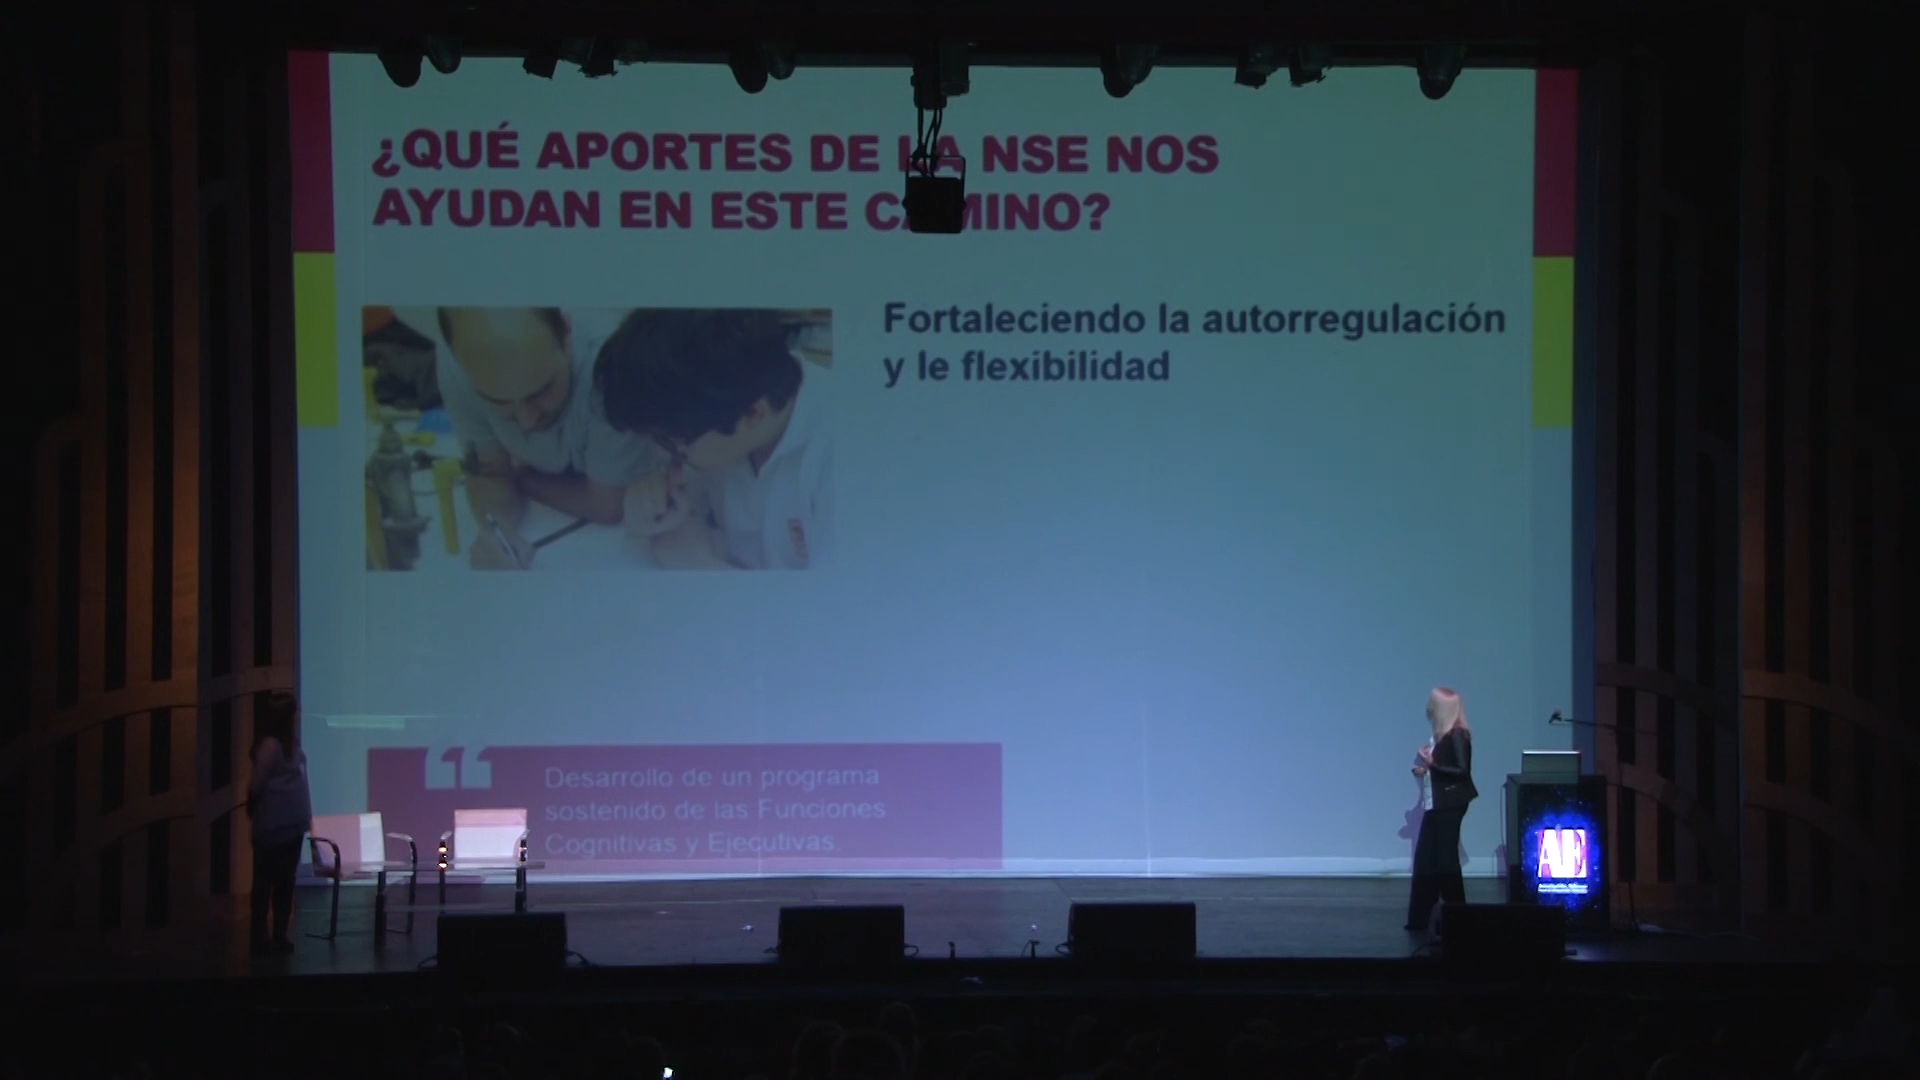 ¿QUÉ APORTES DE LA NSE NOS
AYUDAN EN ESTE CAMINO?
Fortaleciendo la autorregulación
y le flexibilidad
Desarrollo de un programa
sostenido de las Funciones
Cognitivas y Ejecutivas.